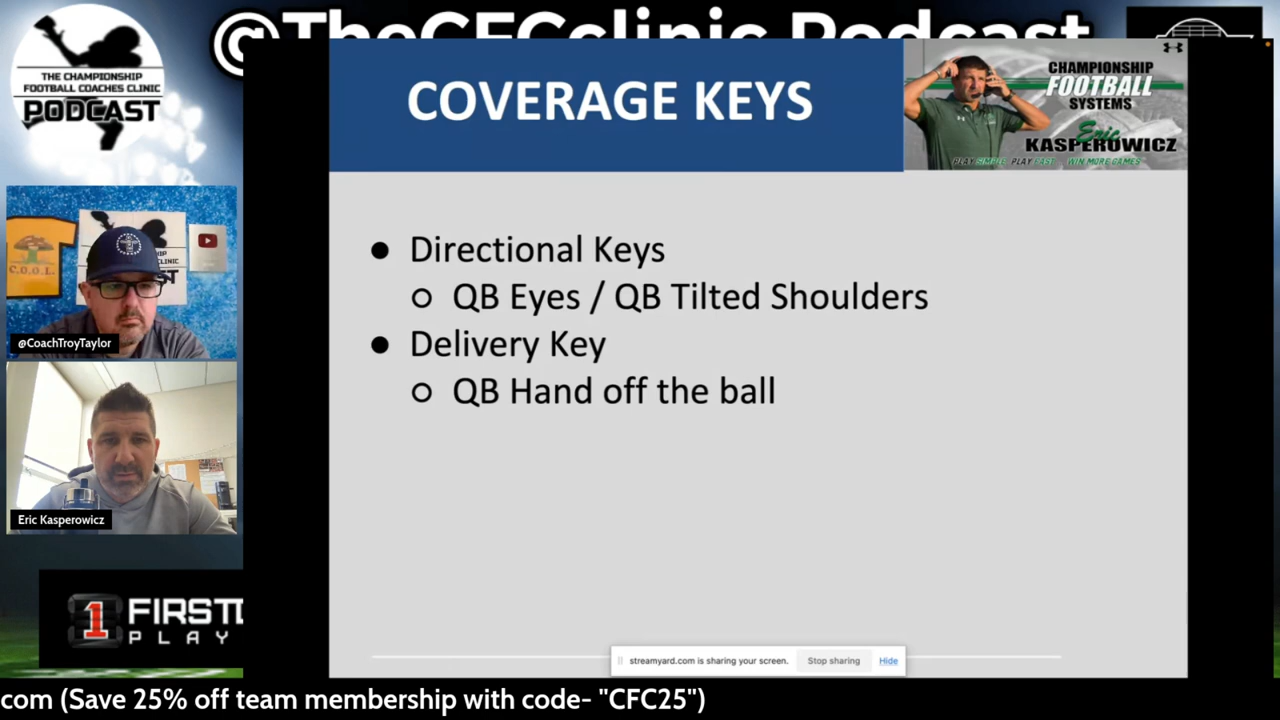 @TheCFCclinic Podcast
THE CHAMPIONSHIP
FOOTBALL COACHES CLINIC
PODCAST
COVERAGE KEYS
CHAMPIONSHIP
FOOTBALL
SYSTEMS
Eric
KASPEROWICZ
PLAY SIMPLE PLAY FAST WIN MORE GAMES
● Directional Keys
○ QB Eyes / QB Tilted Shoulders
● Delivery Key
○ QB Hand off the ball
C.O.O.L.
@CoachTroyTaylor
Eric Kasperowicz
1 FIRST
PLAY
streamyard.com is sharing your screen. Stop sharing Hide
com (Save 25% off team membership with code- "CFC25")